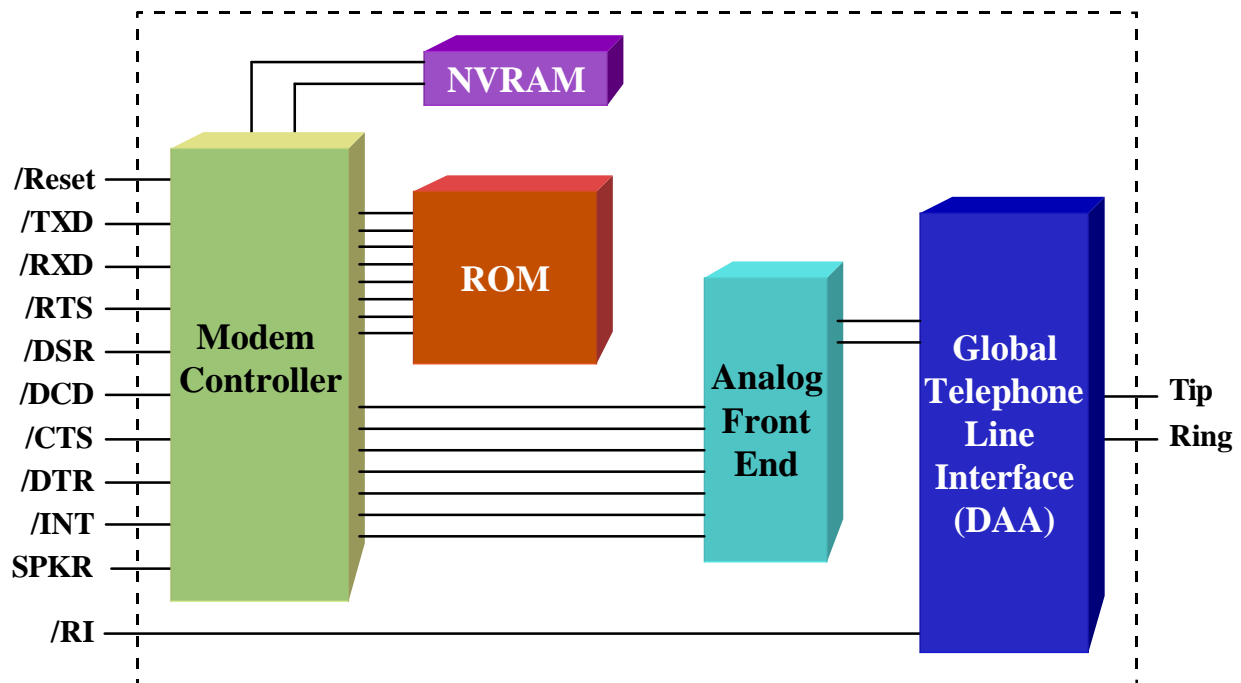 NVRAM
/Reset
/TXD
/RXD
/RTS
/DSR
/DCD
/CTS
/DTR
/INT
SPKR
/RI
Modem
Controller
ROM
Analog
Front
End
Global
Telephone
Line
Interface
(DAA)
Tip
Ring